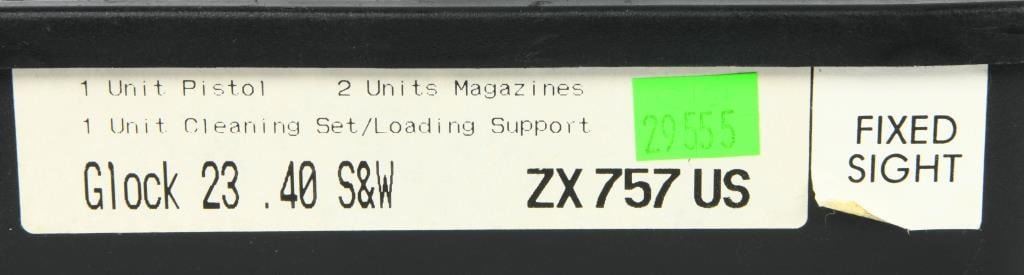 1 Unit Pistol 2 Units Magazines
1 Unit Cleaning Set/Loading Support
29555
Glock 23 .40 S&W ZX 757 US
FIXED
SIGHT